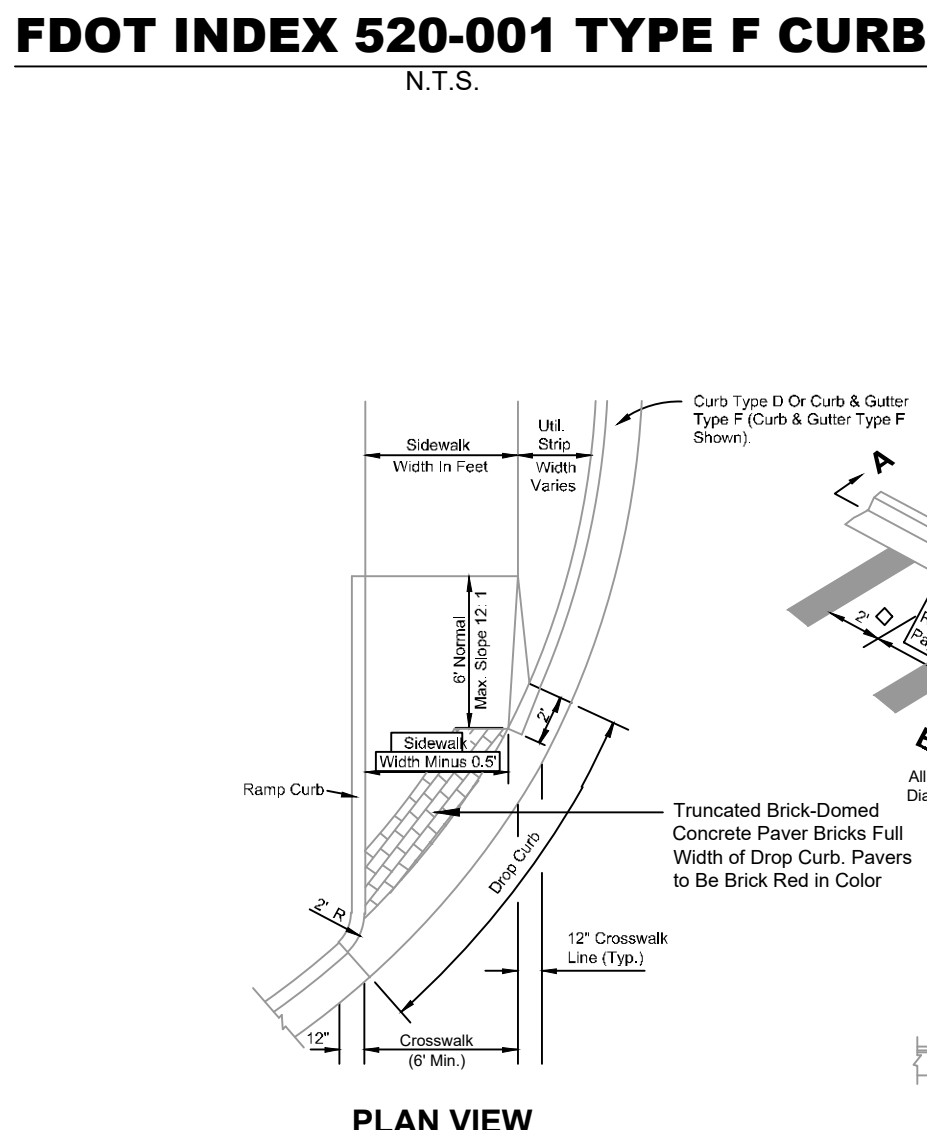 FDOT INDEX 520-001 TYPE F CURB
N.T.S.
Curb Type D Or Curb & Gutter
Type F (Curb & Gutter Type F
Shown).
Util.
Strip
Width
Varies
Sidewalk
Width In Feet
A
2'
6' Normal
Max. Slope 12: 1
2'
Sidewalk
Width Minus 0.5'
All
Ramp Curb
Truncated Brick-Domed
Concrete Paver Bricks Full
Width of Drop Curb. Pavers
to Be Brick Red in Color
Drop Curb
2' R
12" Crosswalk
Line (Typ.)
12"
Crosswalk
(6' Min.)
PLAN VIEW